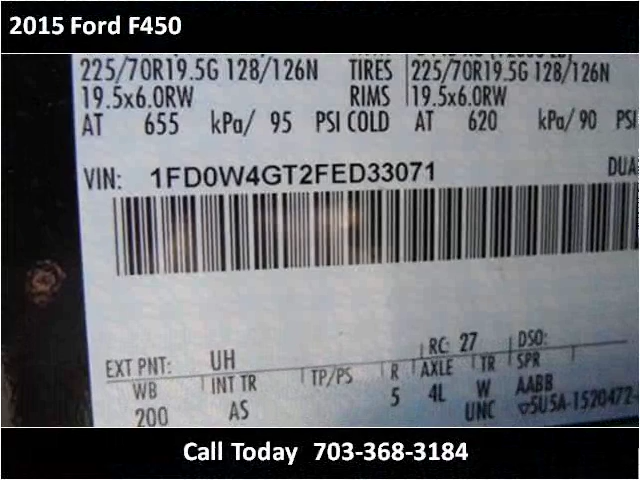 2015 Ford F450
225/70R19.5G 128/126N TIRES 225/70R19.5G 128/126N
19.5x6.0RW RIMS 19.5x6.0RW
AT 655 kPa/ 95 PSI COLD AT 620 kPa/ 90 PSI
VIN: 1FD0W4GT2FED33071 DUA
EXT PNT: UH RC: 27 DSO:
WB INT TR TP/PS R AXLE TR SPR
200 AS 5 4L W AABB
UNC 5U5A-1520472-
Call Today 703-368-3184